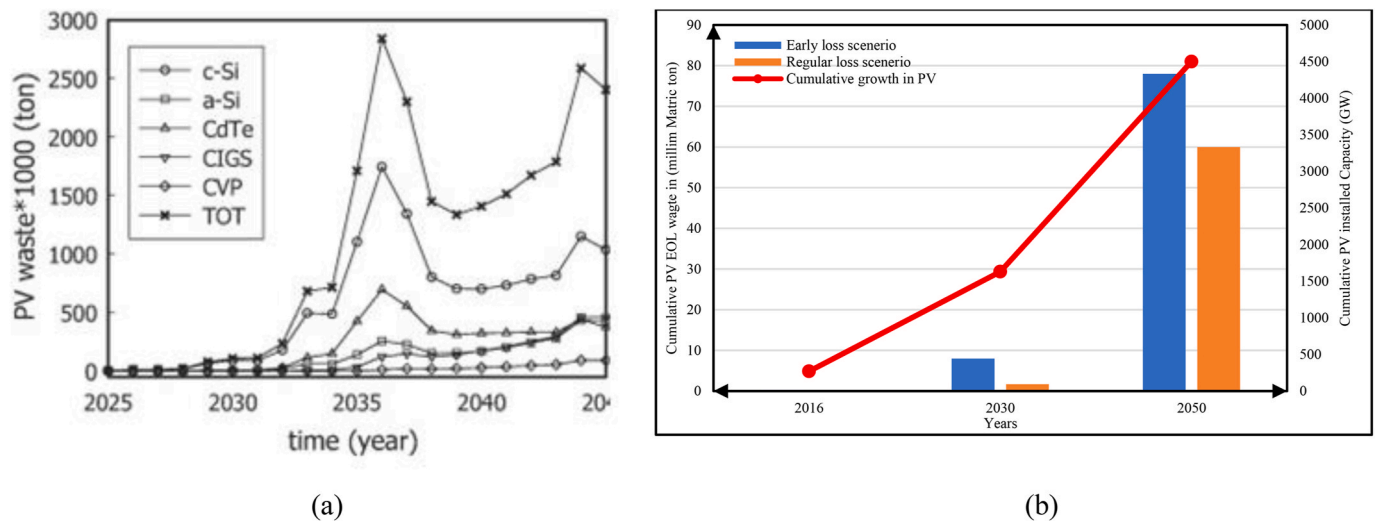 3000
2500
2000
1500
1000
500
0
PV waste*1000 (ton)
c-Si
a-Si
CdTe
CIGS
CVP
TOT
2025
2030
2035
2040
204
time (year)
(a)
90
80
70
60
50
40
30
20
10
0
Cumulative PV EOL wagte in (millinm Matric ton)
Early loss scenerio
Regular loss scenerio
Cumulative growth in PV
5000
4500
4000
3500
3000
2500
2000
1500
1000
500
0
Cumulative PV installed Capacity (GW)
2016
2030
2050
Years
(b)